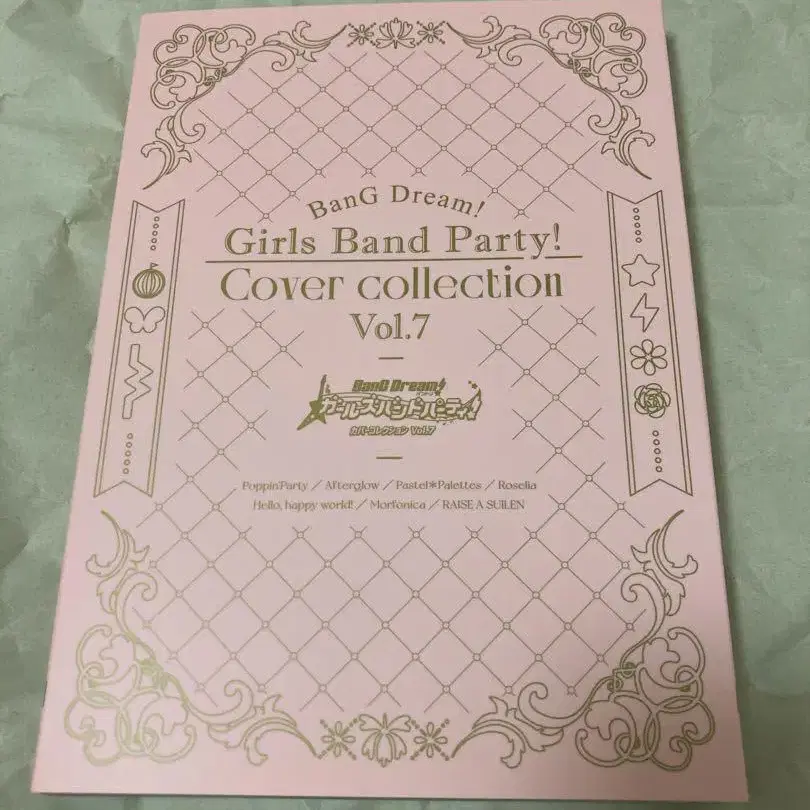 BanG Dream!
Girls Band Party!
Cover collection
Vol.7
BanG Dream!
ガールズバンドパーティ!
カバーコレクション Vol.7
Poppin'Party／Afterglow／Pastel＊Palettes／Roselia
Hello, happy world!／Morfonica／RAISE A SUILEN